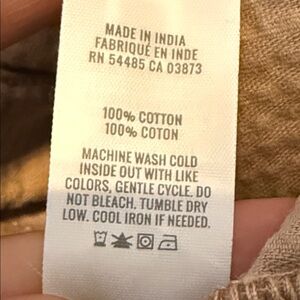 MADE IN INDIA
FABRIQUÉ EN INDE
RN 54485 CA 03873
100% COTTON
100% COTON
MACHINE WASH COLD
INSIDE OUT WITH LIKE
COLORS, GENTLE CYCLE. DO
NOT BLEACH. TUMBLE DRY
LOW. COOL IRON IF NEEDED.